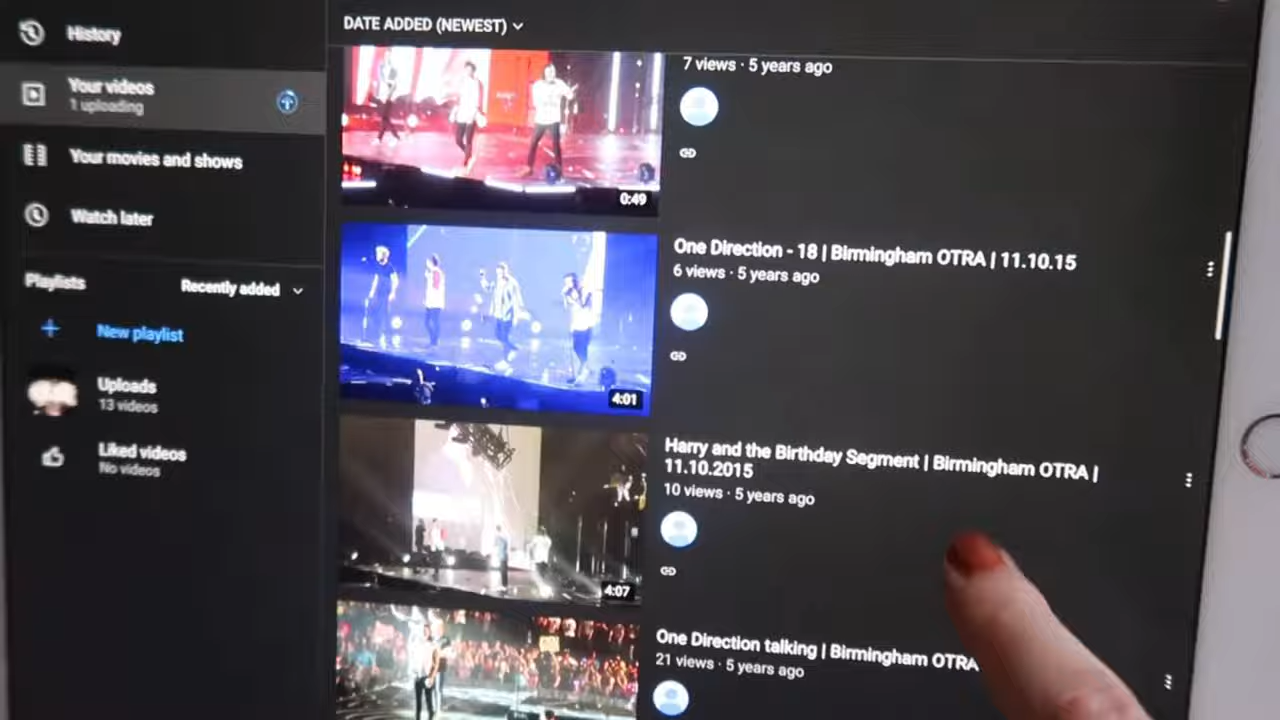 History
Your videos
1 uploading
Your movies and shows
Watch later
Playlists
Recently added
New playlist
Uploads
13 videos
Liked videos
No videos
DATE ADDED (NEWEST)
7 views · 5 years ago
0:49
One Direction - 18 | Birmingham OTRA | 11.10.15
6 views · 5 years ago
4:01
Harry and the Birthday Segment | Birmingham OTRA |
11.10.2015
10 views · 5 years ago
4:07
One Direction talking | Birmingham OTRA
21 views · 5 years ago